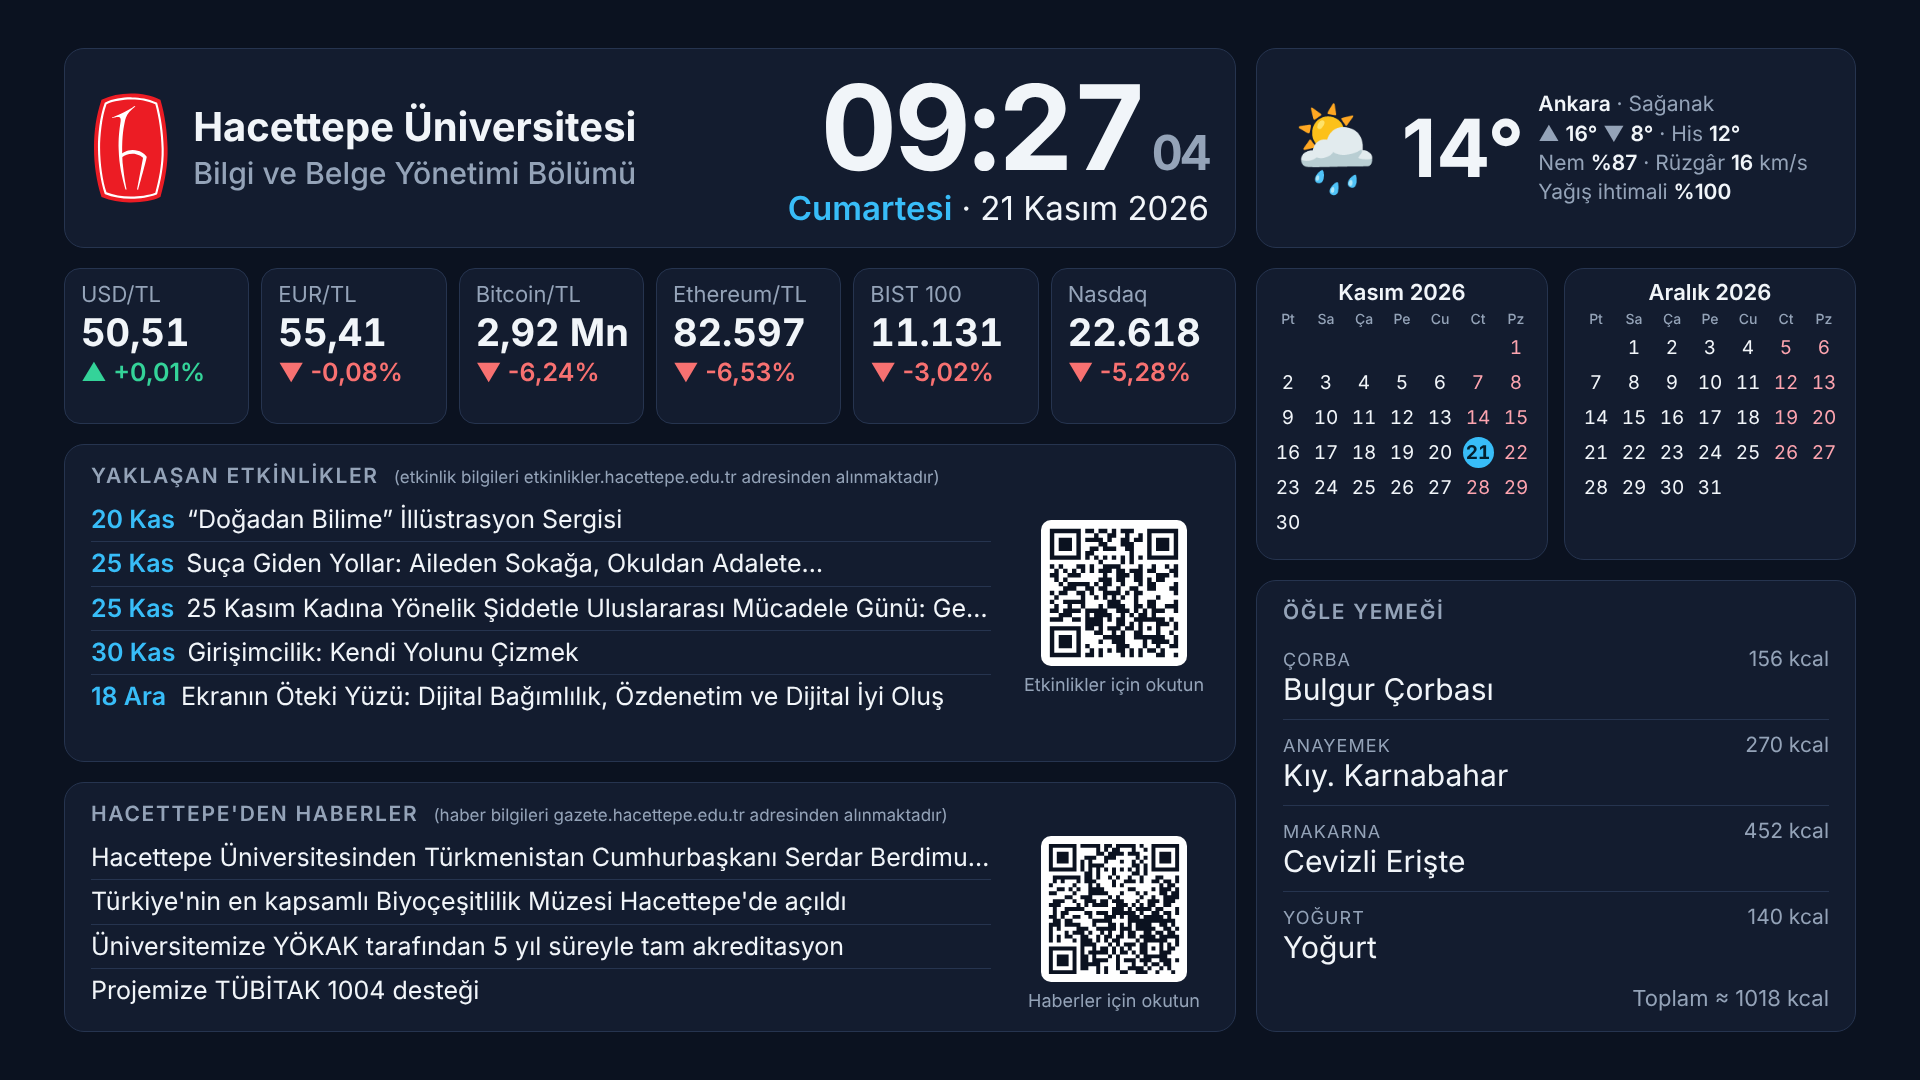 Hacettepe Üniversitesi
Bilgi ve Belge Yönetimi Bölümü
09:27 04
Cumartesi · 21 Kasım 2026
14°
Ankara · Sağanak
▲ 16° ▼ 8° · His 12°
Nem %87 · Rüzgâr 16 km/s
Yağış ihtimali %100
USD/TL
50,51
▲ +0,01%
EUR/TL
55,41
▼ -0,08%
Bitcoin/TL
2,92 Mn
▼ -6,24%
Ethereum/TL
82.597
▼ -6,53%
BIST 100
11.131
▼ -3,02%
Nasdaq
22.618
▼ -5,28%
Kasım 2026
Pt Sa Ça Pe Cu Ct Pz
1
2 3 4 5 6 7 8
9 10 11 12 13 14 15
16 17 18 19 20 21 22
23 24 25 26 27 28 29
30
Aralık 2026
Pt Sa Ça Pe Cu Ct Pz
1 2 3 4 5 6
7 8 9 10 11 12 13
14 15 16 17 18 19 20
21 22 23 24 25 26 27
28 29 30 31
YAKLAŞAN ETKİNLİKLER (etkinlik bilgileri etkinlikler.hacettepe.edu.tr adresinden alınmaktadır)
20 Kas “Doğadan Bilime” İllüstrasyon Sergisi
25 Kas Suça Giden Yollar: Aileden Sokağa, Okuldan Adalete...
25 Kas 25 Kasım Kadına Yönelik Şiddetle Uluslararası Mücadele Günü: Ge...
30 Kas Girişimcilik: Kendi Yolunu Çizmek
18 Ara Ekranın Öteki Yüzü: Dijital Bağımlılık, Özdenetim ve Dijital İyi Oluş
Etkinlikler için okutun
HACETTEPE'DEN HABERLER (haber bilgileri gazete.hacettepe.edu.tr adresinden alınmaktadır)
Hacettepe Üniversitesinden Türkmenistan Cumhurbaşkanı Serdar Berdimu...
Türkiye'nin en kapsamlı Biyoçeşitlilik Müzesi Hacettepe'de açıldı
Üniversitemize YÖKAK tarafından 5 yıl süreyle tam akreditasyon
Projemize TÜBİTAK 1004 desteği
Haberler için okutun
ÖĞLE YEMEĞİ
ÇORBA 156 kcal
Bulgur Çorbası
ANAYEMEK 270 kcal
Kıy. Karnabahar
MAKARNA 452 kcal
Cevizli Erişte
YOĞURT 140 kcal
Yoğurt
Toplam ≈ 1018 kcal